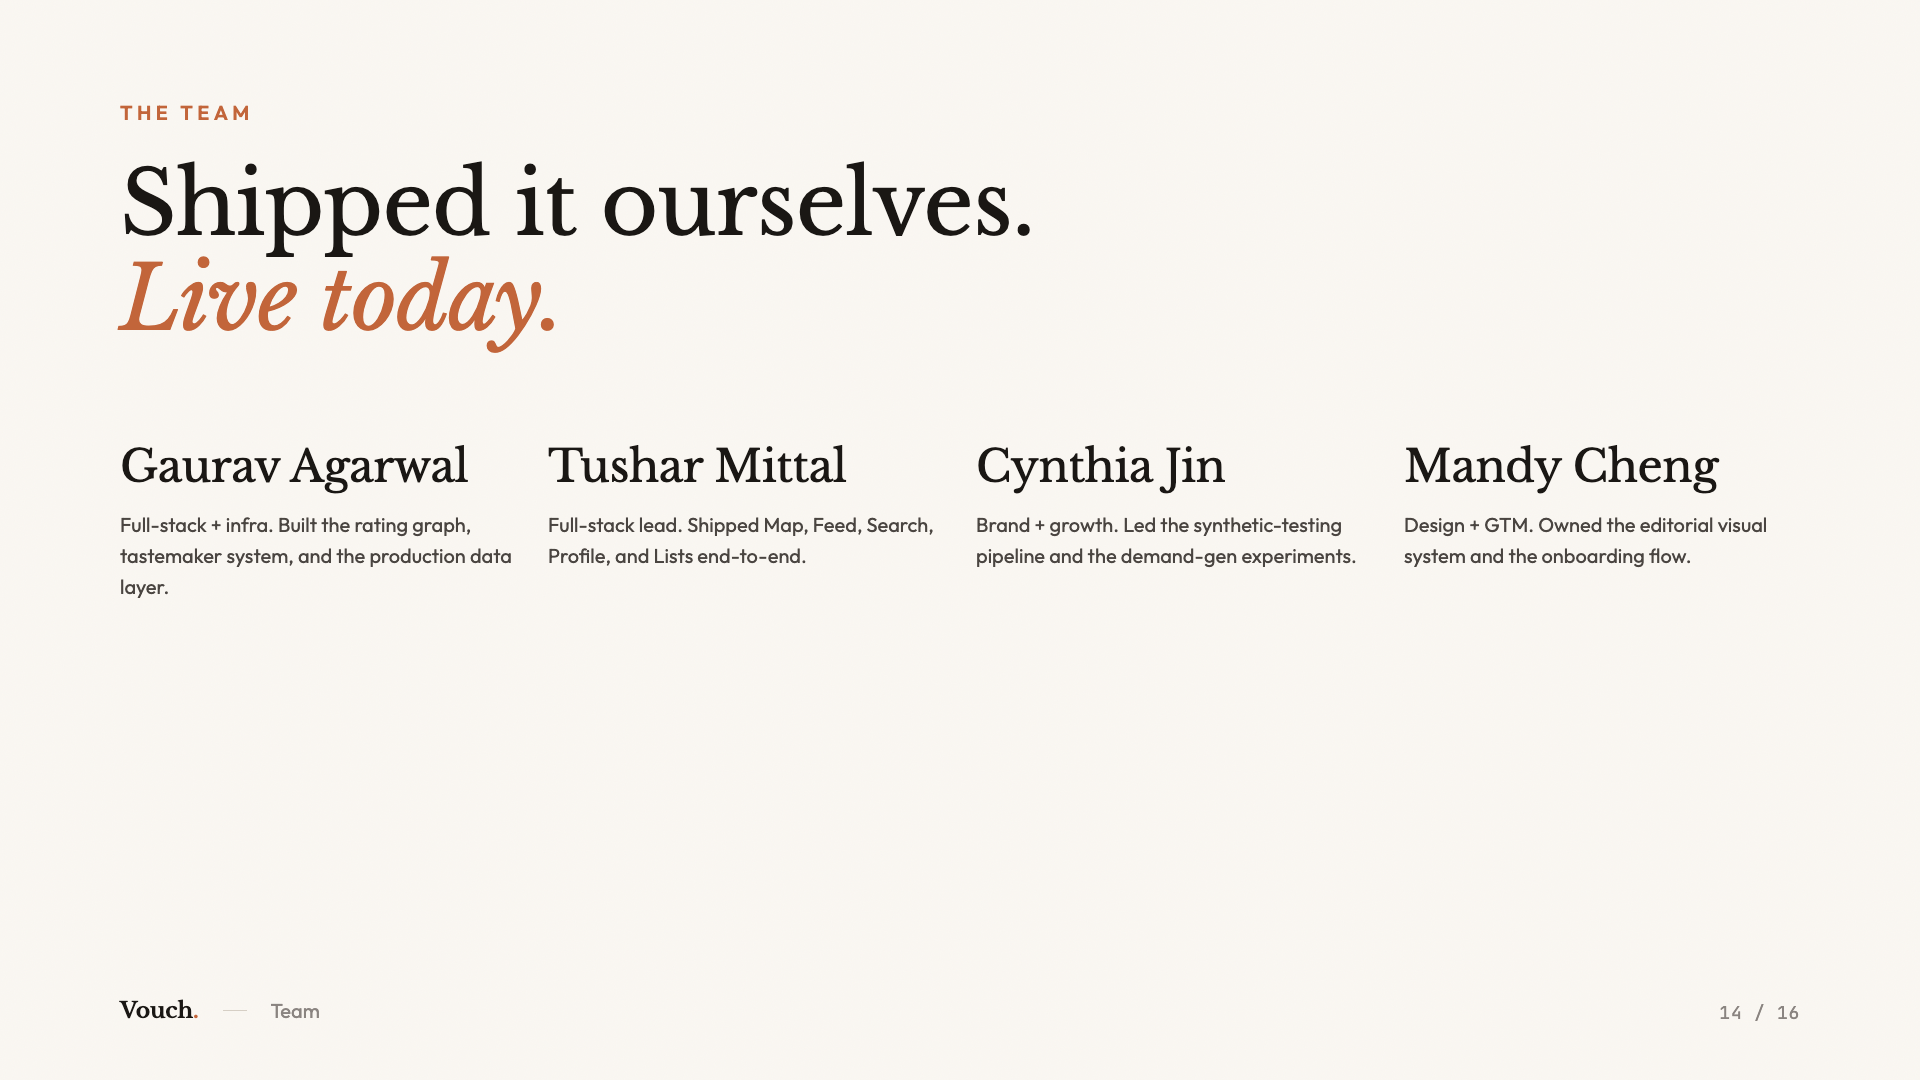 THE TEAM
Shipped it ourselves.
Live today.
Gaurav Agarwal
Full-stack + infra. Built the rating graph,
tastemaker system, and the production data
layer.
Tushar Mittal
Full-stack lead. Shipped Map, Feed, Search,
Profile, and Lists end-to-end.
Cynthia Jin
Brand + growth. Led the synthetic-testing
pipeline and the demand-gen experiments.
Mandy Cheng
Design + GTM. Owned the editorial visual
system and the onboarding flow.
Vouch. — Team
14 / 16